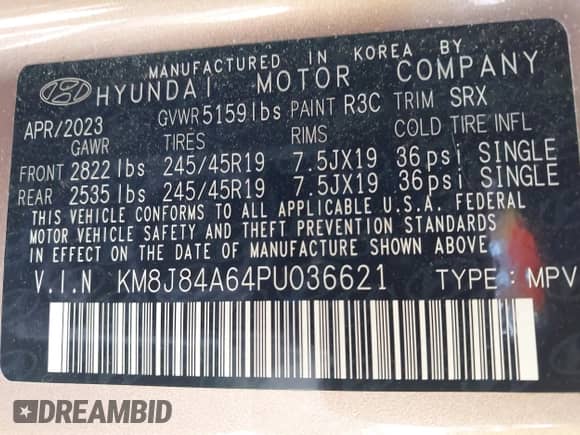 MANUFACTURED IN KOREA BY
HYUNDAI MOTOR COMPANY
APR/2023 GVWR 5159 lbs PAINT R3C TRIM SRX
GAWR TIRES RIMS COLD TIRE INFL
FRONT 2822 lbs 245/45R19 7.5JX19 36psi SINGLE
REAR 2535 lbs 245/45R19 7.5JX19 36psi SINGLE
THIS VEHICLE CONFORMS TO ALL APPLICABLE U.S.A. FEDERAL
MOTOR VEHICLE SAFETY AND THEFT PREVENTION STANDARDS
IN EFFECT ON THE DATE OF MANUFACTURE SHOWN ABOVE.
V.I.N KM8J84A64PU036621 TYPE: MPV
DREAMBID